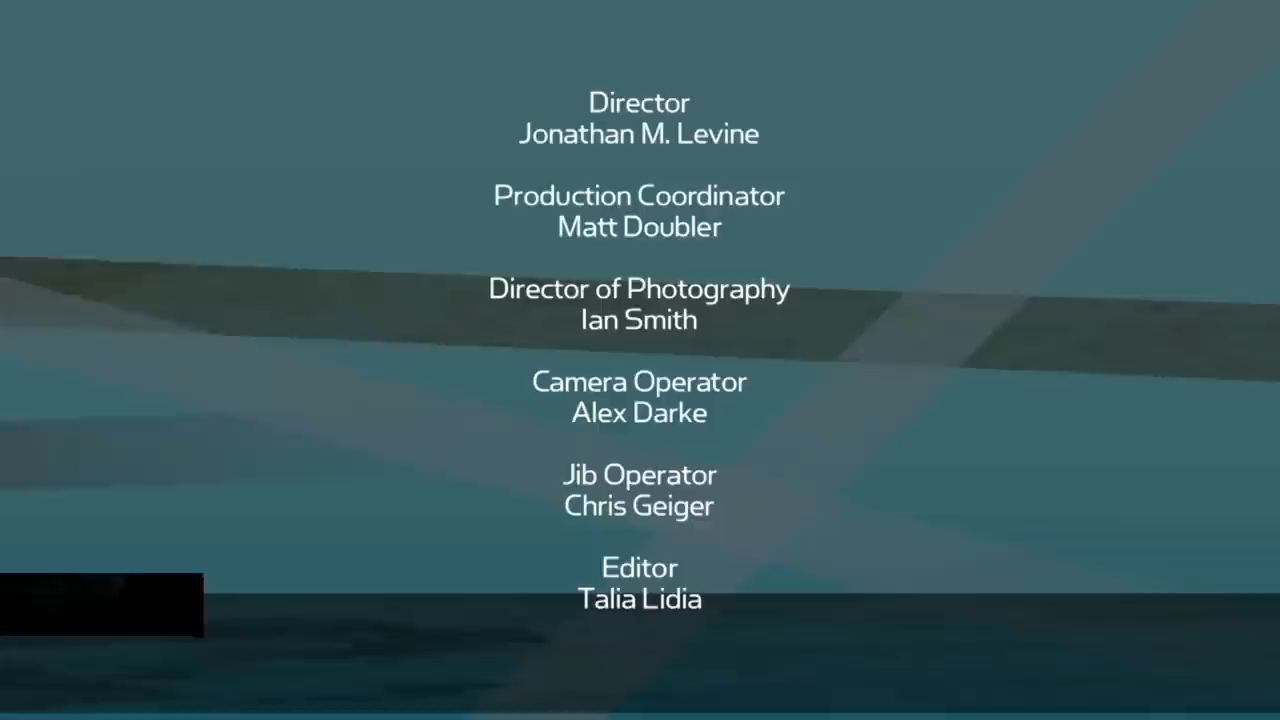 Director
Jonathan M. Levine
Production Coordinator
Matt Doubler
Director of Photography
Ian Smith
Camera Operator
Alex Darke
Jib Operator
Chris Geiger
Editor
Talia Lidia